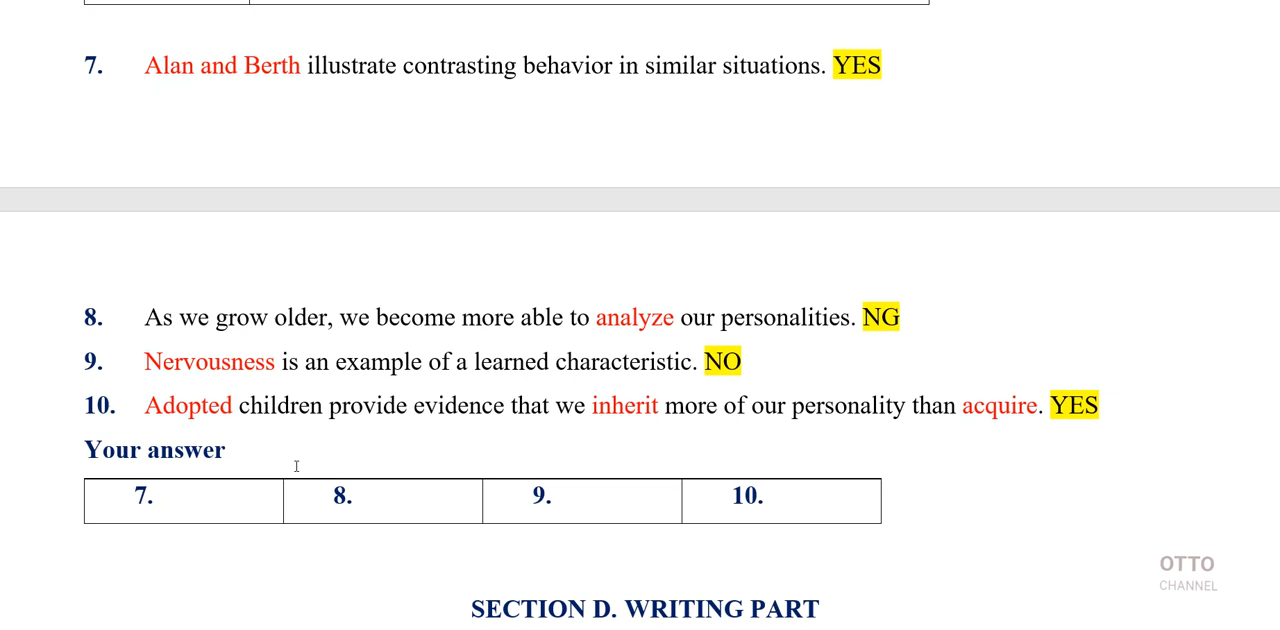 7. Alan and Berth illustrate contrasting behavior in similar situations. YES
8. As we grow older, we become more able to analyze our personalities. NG
9. Nervousness is an example of a learned characteristic. NO
10. Adopted children provide evidence that we inherit more of our personality than acquire. YES
Your answer
7. 8. 9. 10.
OTTO
CHANNEL
SECTION D. WRITING PART